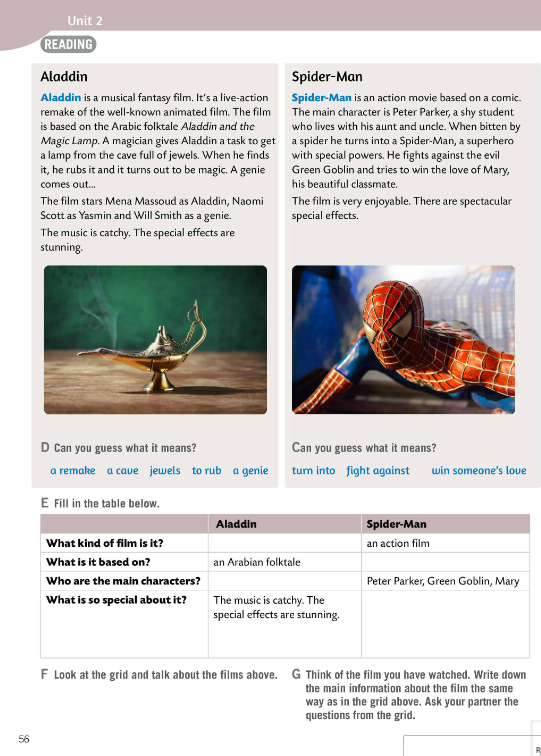 Unit 2
READING
Aladdin
Aladdin is a musical fantasy film. It's a live-action
remake of the well-known animated film. The film
is based on the Arabic folktale Aladdin and the
Magic Lamp. A magician gives Aladdin a task to get
a lamp from the cave full of jewels. When he finds
it, he rubs it and it turns out to be magic. A genie
comes out...
The film stars Mena Massoud as Aladdin, Naomi
Scott as Yasmin and Will Smith as a genie.
The music is catchy. The special effects are
stunning.
D Can you guess what it means?
a remake a cave jewels to rub a genie
Spider-Man
Spider-Man is an action movie based on a comic.
The main character is Peter Parker, a shy student
who lives with his aunt and uncle. When bitten by
a spider he turns into a Spider-Man, a superhero
with special powers. He fights against the evil
Green Goblin and tries to win the love of Mary,
his beautiful classmate.
The film is very enjoyable. There are spectacular
special effects.
Can you guess what it means?
turn into fight against win someone's love
E Fill in the table below.
Aladdin Spider-Man
What kind of film is it? an action film
What is it based on? an Arabian folktale
Who are the main characters? Peter Parker, Green Goblin, Mary
What is so special about it? The music is catchy. The
special effects are stunning.
F Look at the grid and talk about the films above.
G Think of the film you have watched. Write down
the main information about the film the same
way as in the grid above. Ask your partner the
questions from the grid.
56
R